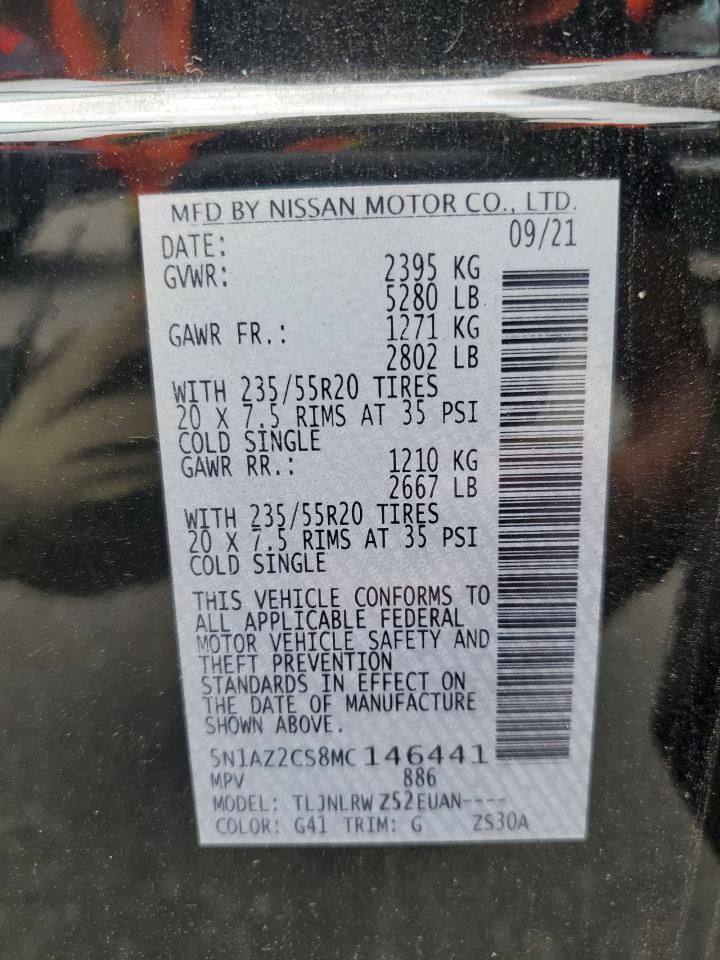 MFD BY NISSAN MOTOR CO., LTD.
DATE: 09/21
GVWR: 2395 KG
5280 LB
GAWR FR.: 1271 KG
2802 LB
WITH 235/55R20 TIRES
20 X 7.5 RIMS AT 35 PSI
COLD SINGLE
GAWR RR.: 1210 KG
2667 LB
WITH 235/55R20 TIRES
20 X 7.5 RIMS AT 35 PSI
COLD SINGLE
THIS VEHICLE CONFORMS TO
ALL APPLICABLE FEDERAL
MOTOR VEHICLE SAFETY AND
THEFT PREVENTION
STANDARDS IN EFFECT ON
THE DATE OF MANUFACTURE
SHOWN ABOVE.
5N1AZ2CS8MC146441
MPV 886
MODEL: TLJNLRW Z52EUAN----
COLOR: G41 TRIM: G ZS30A